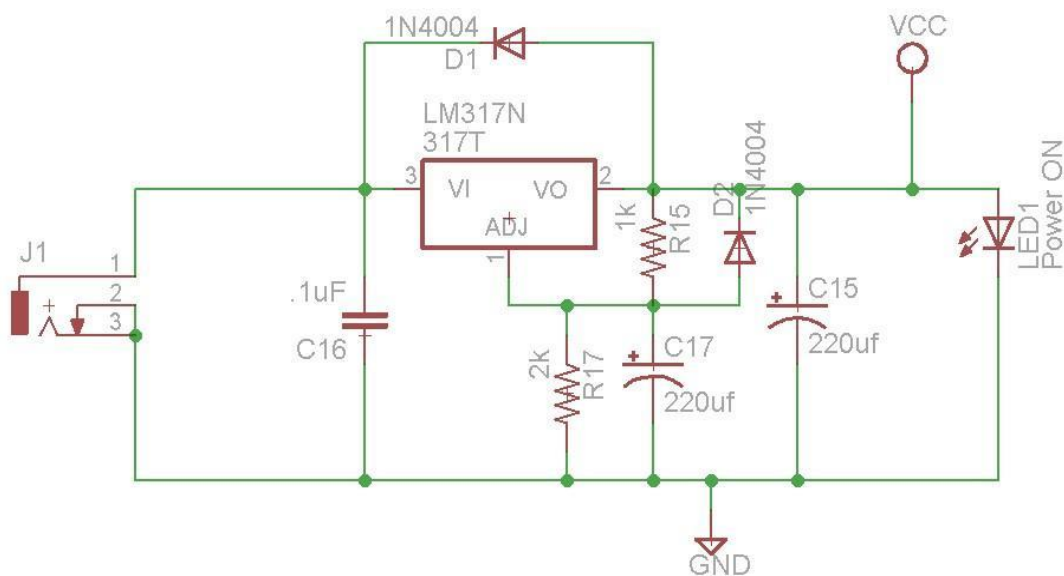 1N4004
D1
VCC
LM317N
317T
3
VI
VO
2
ADJ
1
1k
R15
D2
1N4004
LED1
Power ON
J1
1
2
3
.1uF
C16
2k
R17
C17
220uf
C15
220uf
GND